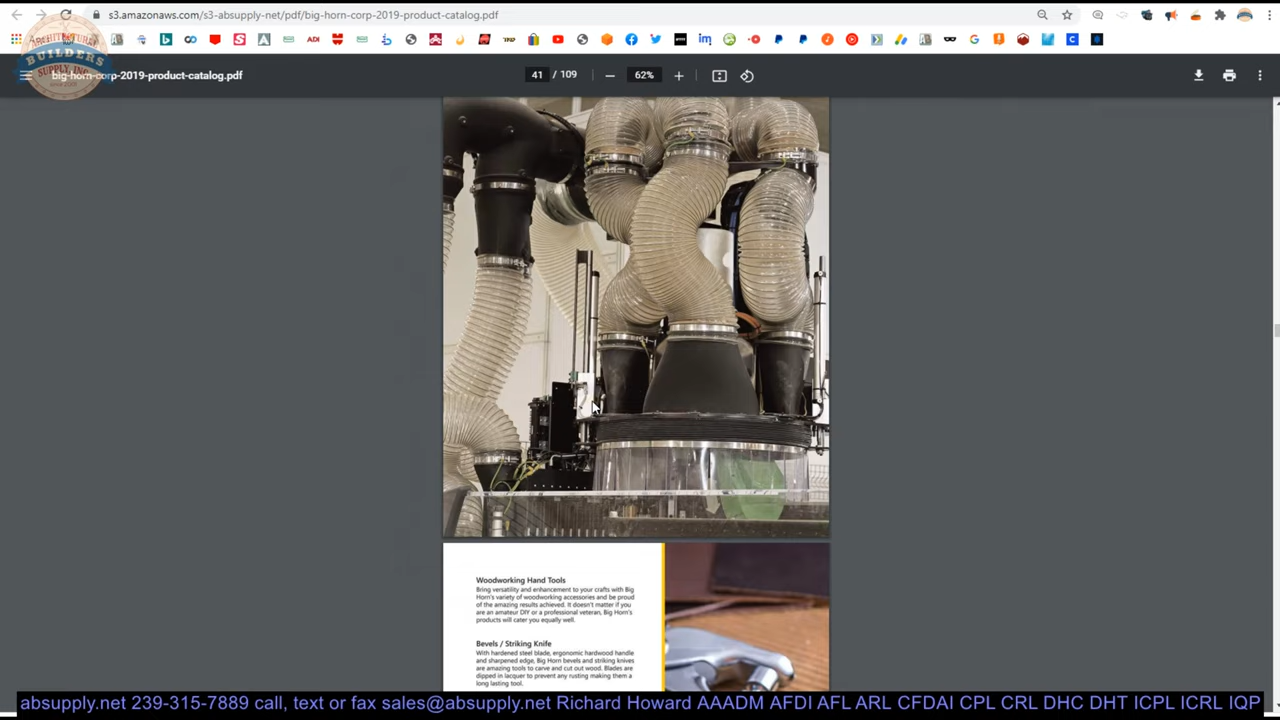 s3.amazonaws.com/s3-absupply-net/pdf/big-horn-corp-2019-product-catalog.pdf
ARCHITECTURAL
BUILDERS
SUPPLY, INC.
big-horn-corp-2019-product-catalog.pdf
41 / 109
62%
Woodworking Hand Tools
Bring versatility and enhancement to your crafts with Big
Horn's variety of woodworking accessories and be proud
of the amazing results achieved. It doesn't matter if you
are an amateur DIY or a professional veteran, Big Horn's
products will cater you equally well.
Bevels / Striking Knife
With hardened steel blade, ergonomic hardwood handle
and sharpened edge, Big Horn bevels and striking knives
are amazing tools to carve and cut out wood. Blades are
dipped in lacquer to prevent any rusting making them a
long lasting tool.
absupply.net 239-315-7889 call, text or fax sales@absupply.net Richard Howard AAADM AFDI AFL ARL CFDAI CPL CRL DHC DHT ICPL ICRL IQP